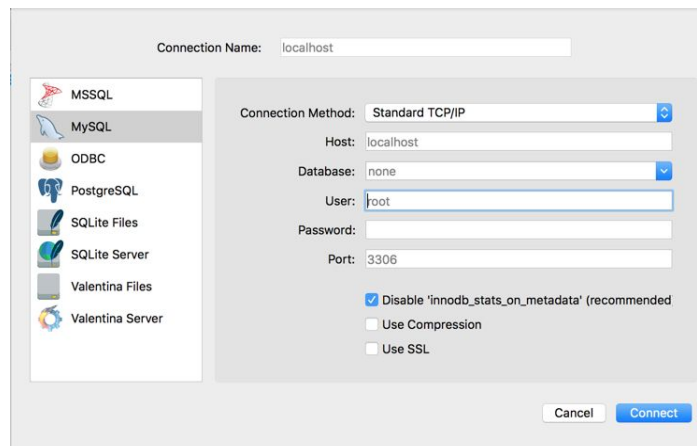 Connection Name: localhost
MSSQL
MySQL
ODBC
PostgreSQL
SQLite Files
SQLite Server
Valentina Files
Valentina Server
Connection Method: Standard TCP/IP
Host: localhost
Database: none
User: root
Password:
Port: 3306
Disable 'innodb_stats_on_metadata' (recommended
Use Compression
Use SSL
Cancel Connect